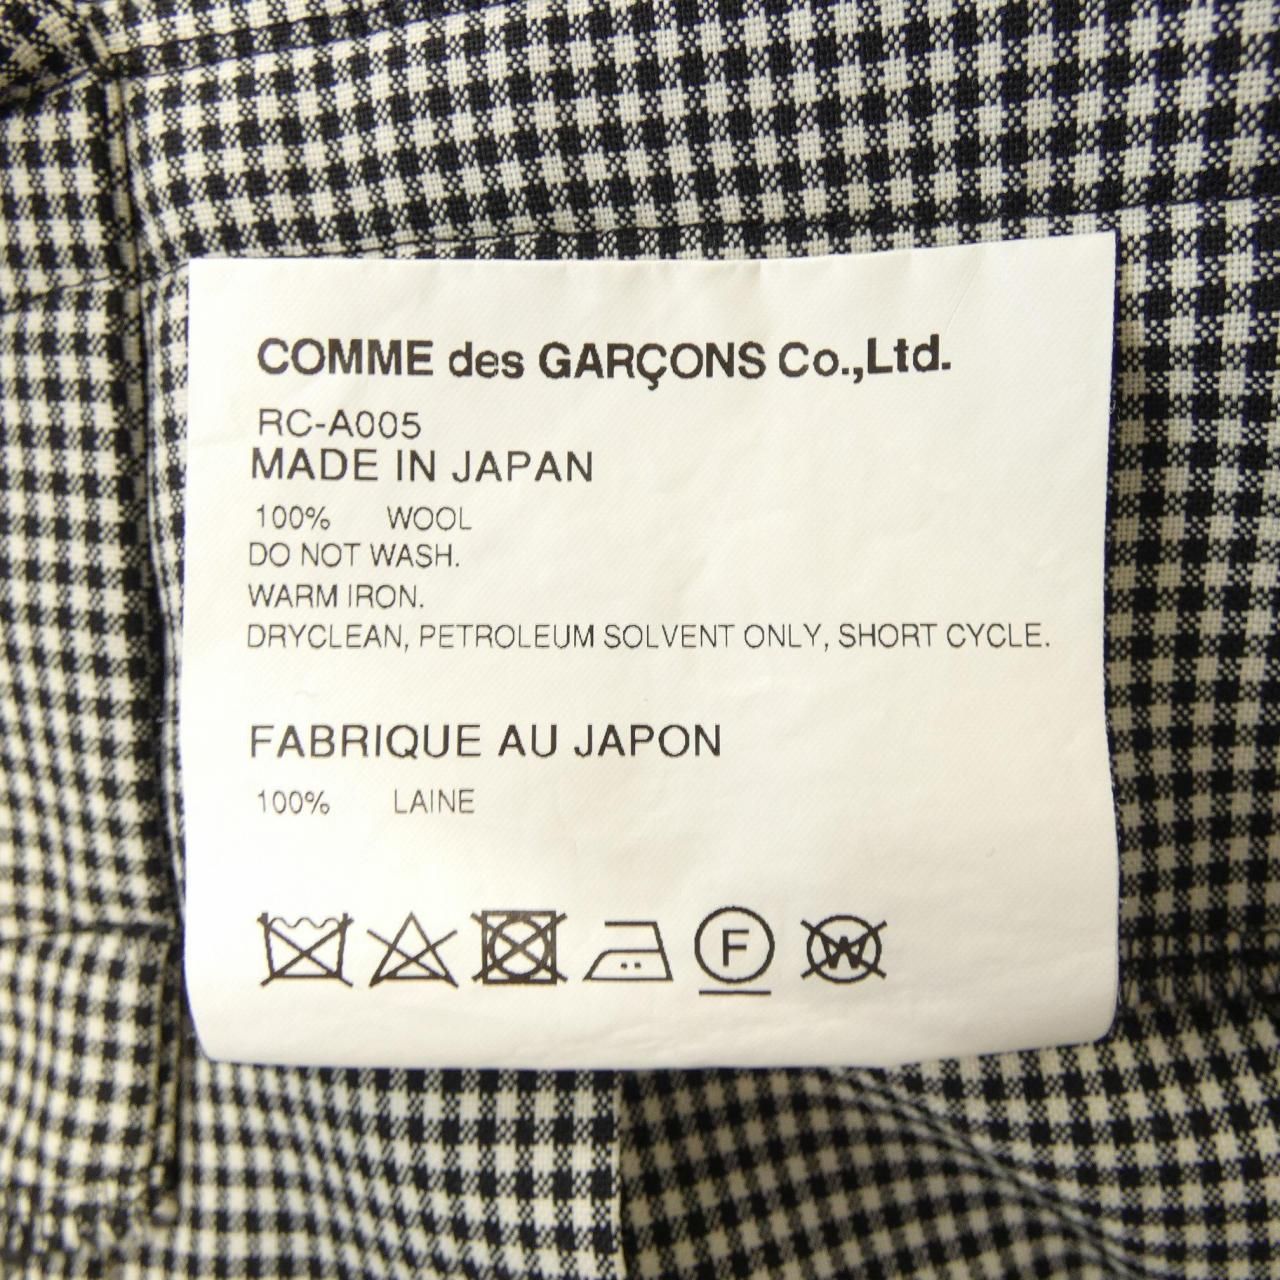 COMME des GARÇONS Co.,Ltd.
RC-A005
MADE IN JAPAN
100% WOOL
DO NOT WASH.
WARM IRON.
DRYCLEAN, PETROLEUM SOLVENT ONLY, SHORT CYCLE.
FABRIQUE AU JAPON
100% LAINE
F W